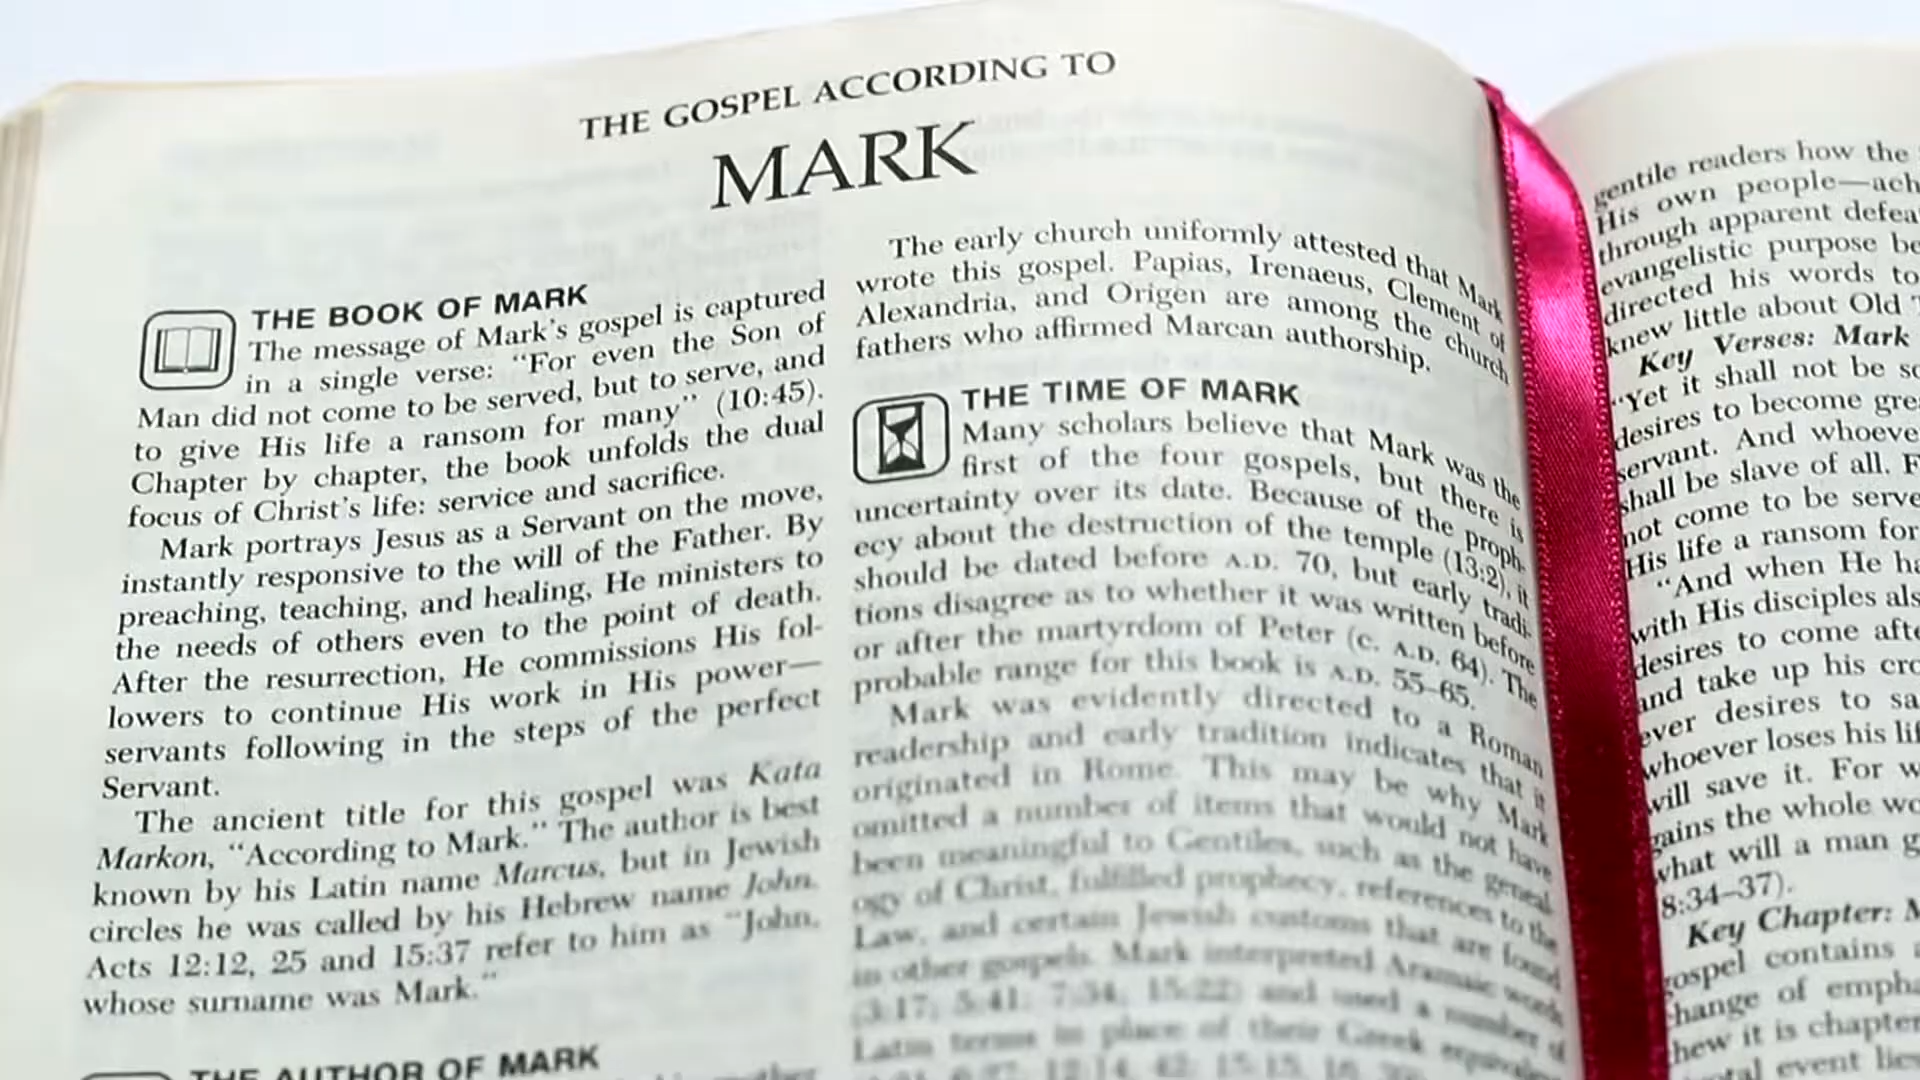 THE GOSPEL ACCORDING TO
MARK
THE BOOK OF MARK
The message of Mark's gospel is captured
in a single verse: "For even the Son of
Man did not come to be served, but to serve, and
to give His life a ransom for many" (10:45).
Chapter by chapter, the book unfolds the dual
focus of Christ's life: service and sacrifice.
Mark portrays Jesus as a Servant on the move,
instantly responsive to the will of the Father. By
preaching, teaching, and healing, He ministers to
the needs of others even to the point of death.
After the resurrection, He commissions His fol-
lowers to continue His work in His power—
servants following in the steps of the perfect
Servant.
The ancient title for this gospel was Kata
Markon, "According to Mark." The author is best
known by his Latin name Marcus, but in Jewish
circles he was called by his Hebrew name John.
Acts 12:12, 25 and 15:37 refer to him as "John,
whose surname was Mark."
THE AUTHOR OF MARK
The early church uniformly attested that Mark
wrote this gospel. Papias, Irenaeus, Clement of
Alexandria, and Origen are among the church
fathers who affirmed Marcan authorship.
THE TIME OF MARK
Many scholars believe that Mark was the
first of the four gospels, but there is
uncertainty over its date. Because of the proph-
ecy about the destruction of the temple (13:2), it
should be dated before A.D. 70, but early tradi-
tions disagree as to whether it was written before
or after the martyrdom of Peter (c. A.D. 64). The
probable range for this book is A.D. 55–65.
Mark was evidently directed to a Roman
readership and early tradition indicates that it
originated in Rome. This may be why Mark
omitted a number of items that would not have
been meaningful to Gentiles, such as the geneal-
ogy of Christ, fulfilled prophecy, references to the
Law, and certain Jewish customs that are found
in other gospels. Mark interpreted Aramaic words
(3:17; 5:41; 7:34; 15:22) and used a number of
Latin terms in place of their Greek
gentile readers how the
His own people—
through apparent
evangelistic purpose
directed his words to
knew little about Old
Key Verses: Mark
"Yet it shall not be
desires to become
servant. And
shall be slave of all.
not come to be
His life a ransom for
"And when He
with His disciples
desires to come
and take up his
ever desires to
whoever loses his
will save it. For
gains the whole
what will a man
8:34–37).
Key Chapter:
gospel contains
change of
it is
event